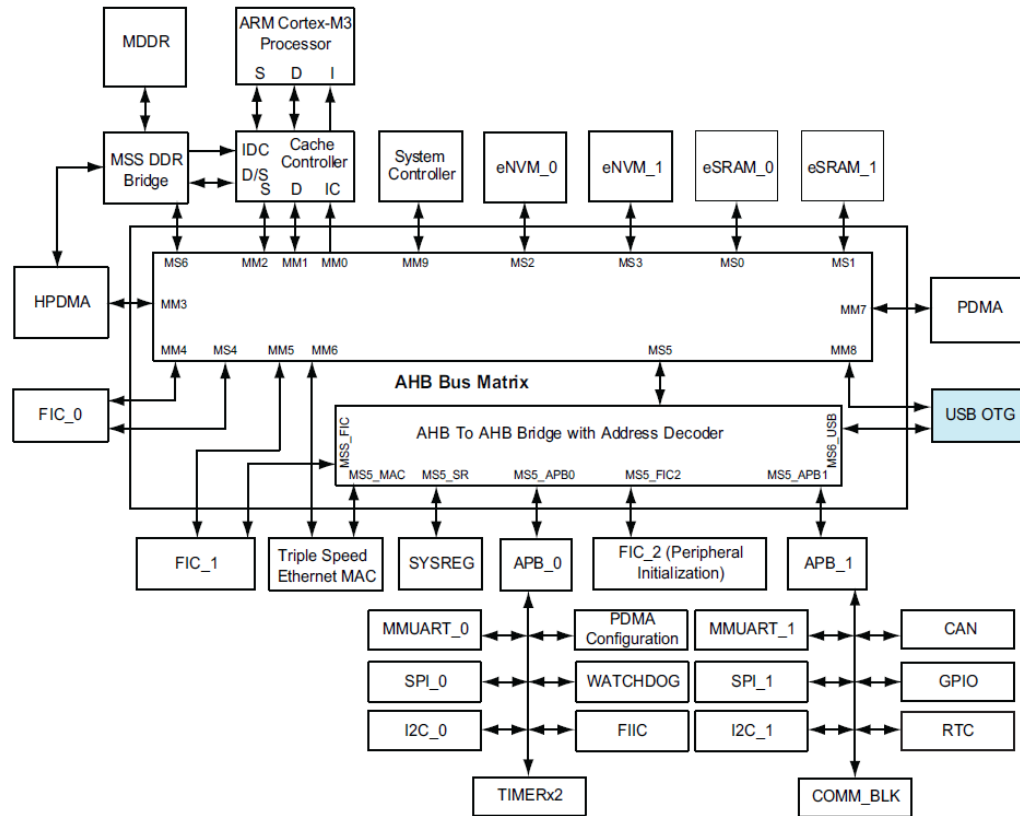 MDDR
ARM Cortex-M3
Processor
S D I
MSS DDR
Bridge
IDC
Cache
Controller
D/S
S D IC
System
Controller
eNVM_0
eNVM_1
eSRAM_0
eSRAM_1
MS6
MM2
MM1
MM0
MM9
MS2
MS3
MS0
MS1
HPDMA
MM3
MM7
PDMA
MM4
MS4
MM5
MM6
MS5
MM8
AHB Bus Matrix
FIC_0
USB OTG
MSS_FIC
AHB To AHB Bridge with Address Decoder
MS6_USB
MS5_MAC
MS5_SR
MS5_APB0
MS5_FIC2
MS5_APB1
FIC_1
Triple Speed
Ethernet MAC
SYSREG
APB_0
FIC_2 (Peripheral
Initialization)
APB_1
MMUART_0
PDMA
Configuration
MMUART_1
CAN
SPI_0
WATCHDOG
SPI_1
GPIO
I2C_0
FIIC
I2C_1
RTC
TIMERx2
COMM_BLK